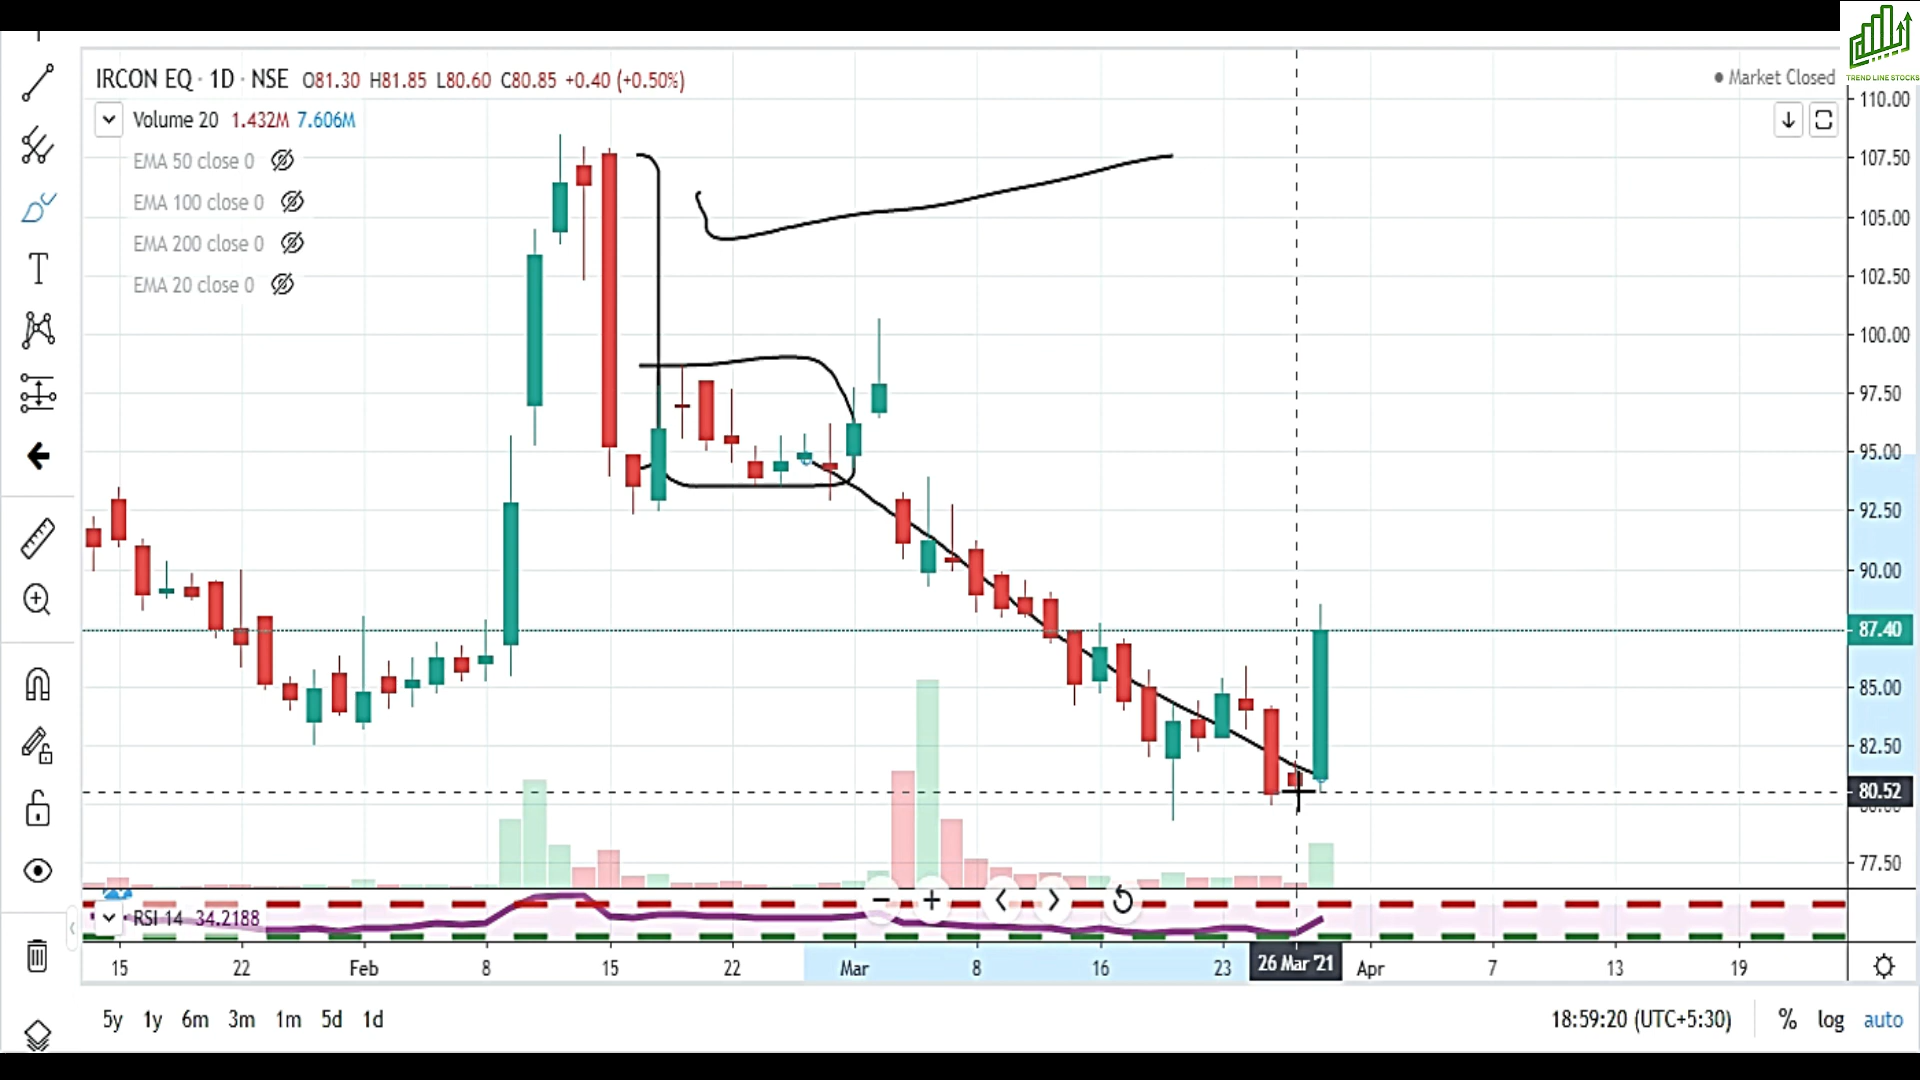 IRCON EQ · 1D · NSE O81.30 H81.85 L80.60 C80.85 +0.40 (+0.50%)
Market Closed
TREND LINE STOCKS
Volume 20 1.432M 7.606M
EMA 50 close 0
EMA 100 close 0
EMA 200 close 0
EMA 20 close 0
110.00
107.50
105.00
102.50
100.00
97.50
95.00
92.50
90.00
87.40
85.00
82.50
80.52
77.50
RSI 14 34.2188
15 22 Feb 8 15 22 Mar 8 16 23 26 Mar '21 Apr 7 13 19
5y 1y 6m 3m 1m 5d 1d
18:59:20 (UTC+5:30) % log auto